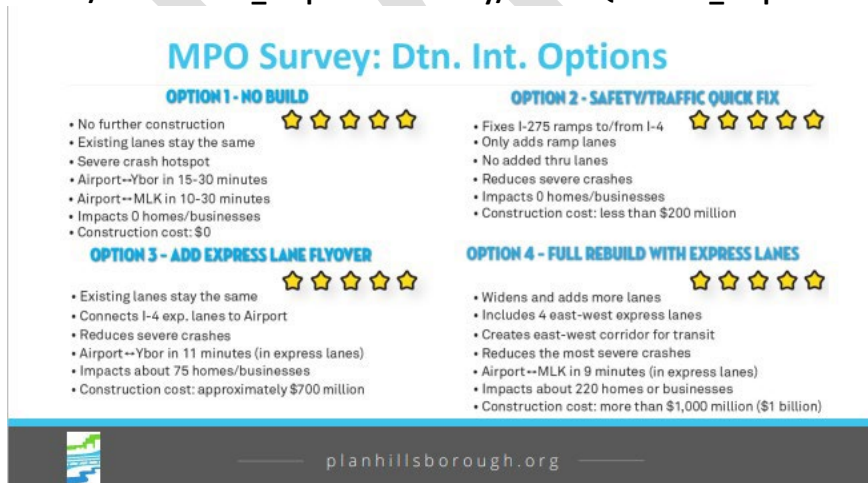 MPO Survey: Dtn. Int. Options
OPTION 1 - NO BUILD
• No further construction
• Existing lanes stay the same
• Severe crash hotspot
• Airport↔Ybor in 15-30 minutes
• Airport↔MLK in 10-30 minutes
• Impacts 0 homes/businesses
• Construction cost: $0
OPTION 2 - SAFETY/TRAFFIC QUICK FIX
• Fixes I-275 ramps to/from I-4
• Only adds ramp lanes
• No added thru lanes
• Reduces severe crashes
• Impacts 0 homes/businesses
• Construction cost: less than $200 million
OPTION 3 - ADD EXPRESS LANE FLYOVER
• Existing lanes stay the same
• Connects I-4 exp. lanes to Airport
• Reduces severe crashes
• Airport↔Ybor in 11 minutes (in express lanes)
• Impacts about 75 homes/businesses
• Construction cost: approximately $700 million
OPTION 4 - FULL REBUILD WITH EXPRESS LANES
• Widens and adds more lanes
• Includes 4 east-west express lanes
• Creates east-west corridor for transit
• Reduces the most severe crashes
• Airport↔MLK in 9 minutes (in express lanes)
• Impacts about 220 homes or businesses
• Construction cost: more than $1,000 million ($1 billion)
planhillsborough.org